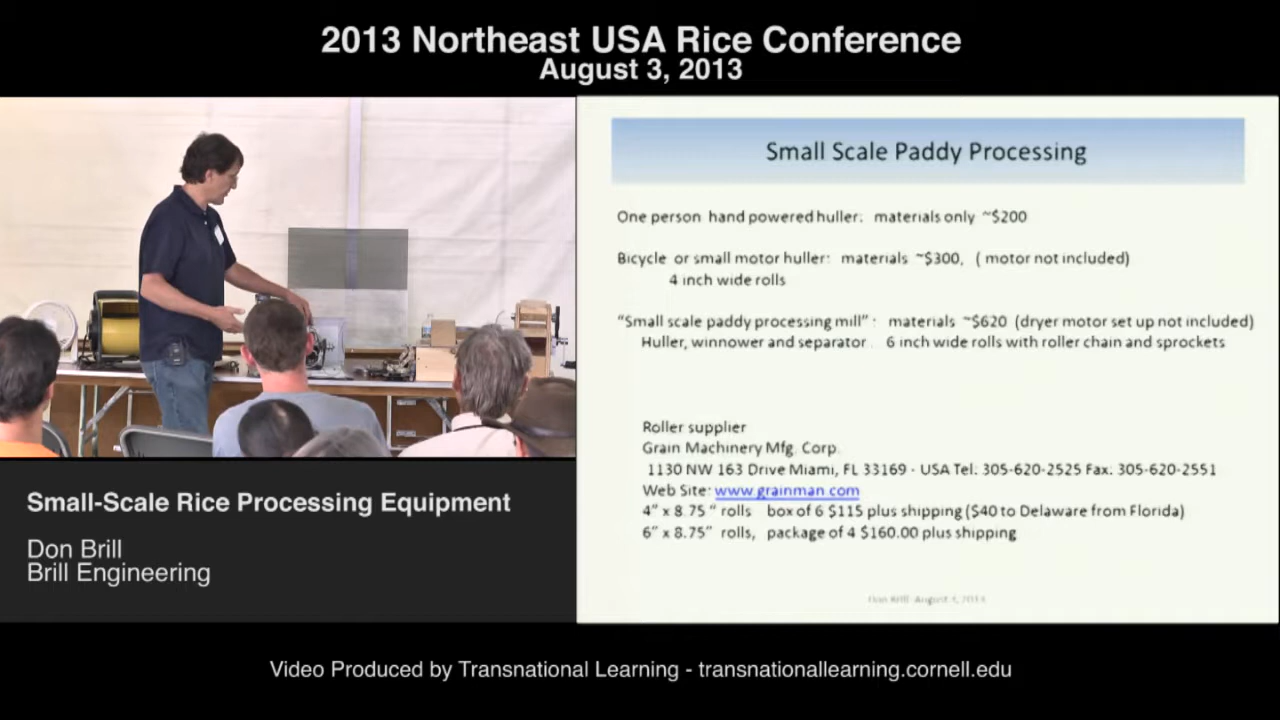 2013 Northeast USA Rice Conference
August 3, 2013
Small Scale Paddy Processing
One person hand powered huller: materials only ~$200
Bicycle or small motor huller: materials ~$300, ( motor not included)
4 inch wide rolls
“Small scale paddy processing mill” : materials ~$620 (dryer motor set up not included)
Huller, winnower and separator . 6 inch wide rolls with roller chain and sprockets
Roller supplier
Grain Machinery Mfg. Corp.
1130 NW 163 Drive Miami, FL 33169 - USA Tel: 305-620-2525 Fax: 305-620-2551
Web Site: www.grainman.com
4” x 8.75 “ rolls box of 6 $115 plus shipping ($40 to Delaware from Florida)
6” x 8.75” rolls, package of 4 $160.00 plus shipping
Don Brill August 3, 2013
Small-Scale Rice Processing Equipment
Don Brill
Brill Engineering
Video Produced by Transnational Learning - transnationallearning.cornell.edu